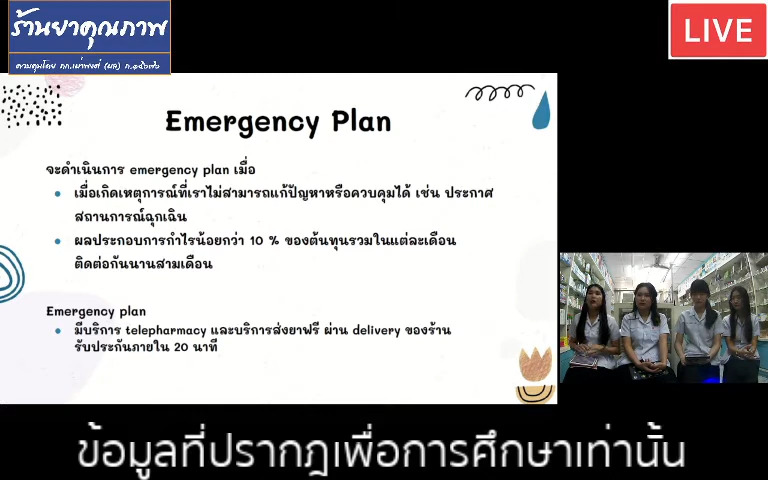 ร้านยาคุณภาพ
LIVE
Emergency Plan
จะดำเนินการ emergency plan เมื่อ
เมื่อเกิดเหตุการณ์ที่เราไม่สามารถแก้ปัญหาหรือควบคุมได้ เช่น ประกาศ
สถานการณ์ฉุกเฉิน
ผลประกอบการกำไรน้อยกว่า 10 % ของต้นทุนรวมในแต่ละเดือน
ติดต่อกันนานสามเดือน
Emergency plan
มีบริการ telepharmacy และบริการส่งยาฟรี ผ่าน delivery ของร้าน
รับประกันภายใน 20 นาที
ข้อมูลที่ปรากฎเพื่อการศึกษาเท่านั้น